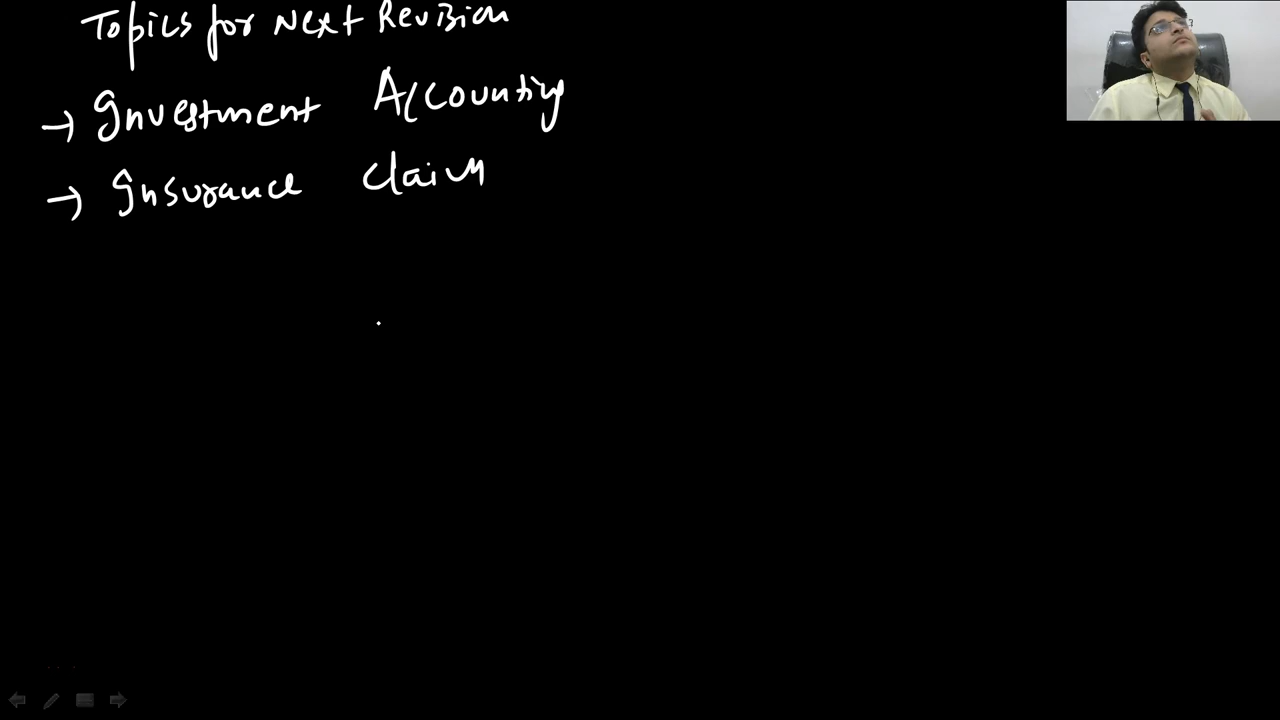 Topics for Next Revision
→ Investment Accounting
→ Insurance claim